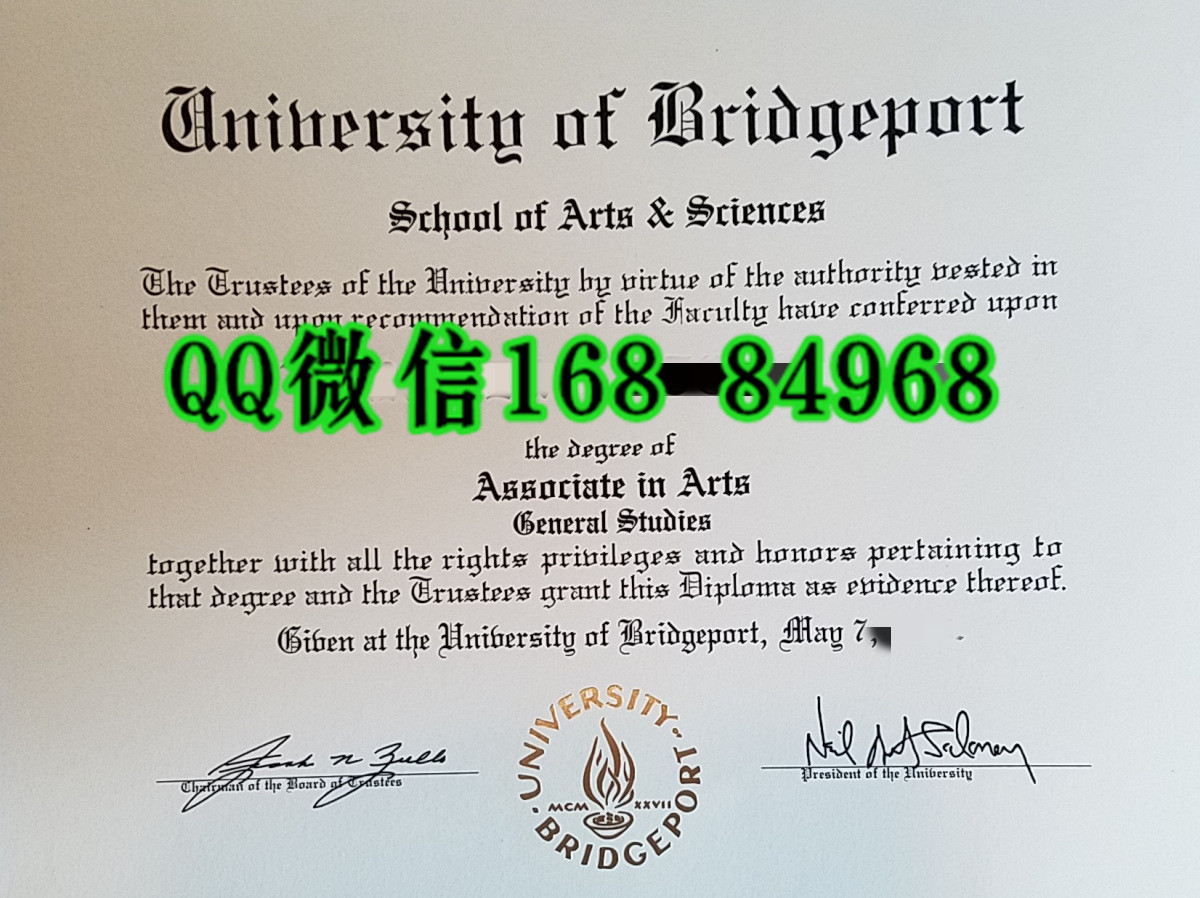 University of Bridgeport
School of Arts & Sciences
The Trustees of the University by virtue of the authority vested in
them and upon recommendation of the Faculty have conferred upon
QQ微信168 84968
the degree of
Associate in Arts
General Studies
together with all the rights privileges and honors pertaining to
that degree and the Trustees grant this Diploma as evidence thereof.
Given at the University of Bridgeport, May 7,
Chairman of the Board of Trustees
President of the University
UNIVERSITY OF BRIDGEPORT
MCM XXVII